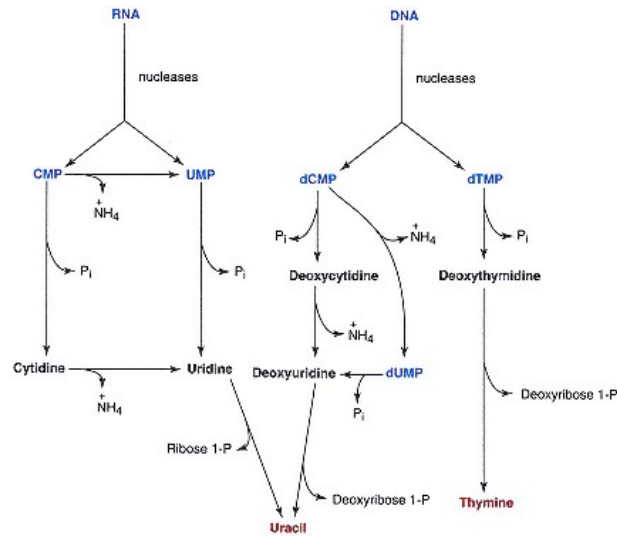 RNA
DNA
nucleases
nucleases
CMP
UMP
dCMP
dTMP
+
NH4
Pi
+
NH4
Pi
Pi
Pi
Deoxycytidine
Deoxythymidine
+
NH4
Cytidine
Uridine
Deoxyuridine
dUMP
+
NH4
Pi
Deoxyribose 1-P
Ribose 1-P
Deoxyribose 1-P
Thymine
Uracil